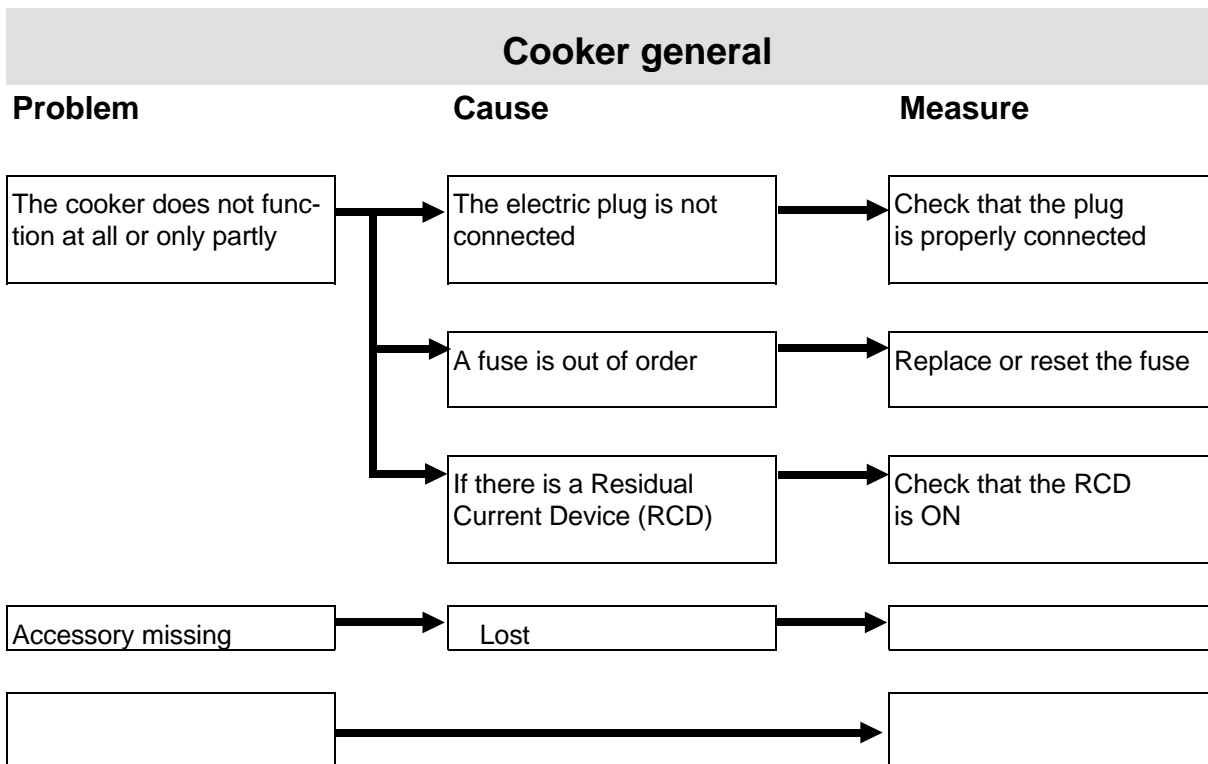 Cooker general
Problem
Cause
Measure
The cooker does not func-
tion at all or only partly
The electric plug is not
connected
Check that the plug
is properly connected
A fuse is out of order
Replace or reset the fuse
If there is a Residual
Current Device (RCD)
Check that the RCD
is ON
Accessory missing
Lost